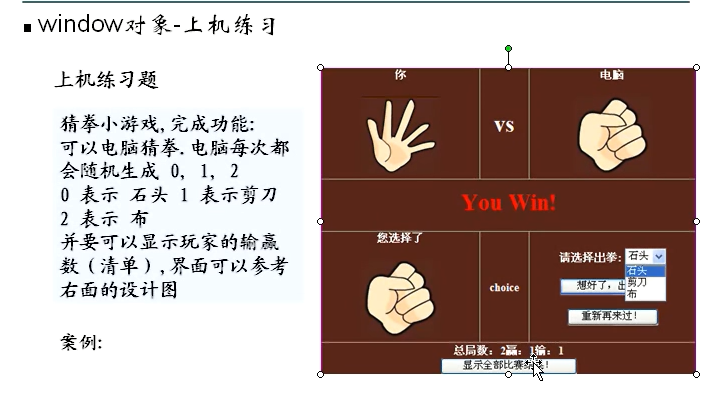 window对象-上机练习
上机练习题
猜拳小游戏,完成功能:
可以电脑猜拳.电脑每次都
会随机生成 0, 1, 2
0 表示 石头 1 表示剪刀
2 表示 布
并要可以显示玩家的输赢
数(清单),界面可以参考
右面的设计图
案例:
你
电脑
VS
You Win!
您选择了
choice
请选择出拳: 石头
石头
剪刀
布
想好了，出
重新再来过！
总局数：2赢：1输：1
显示全部比赛